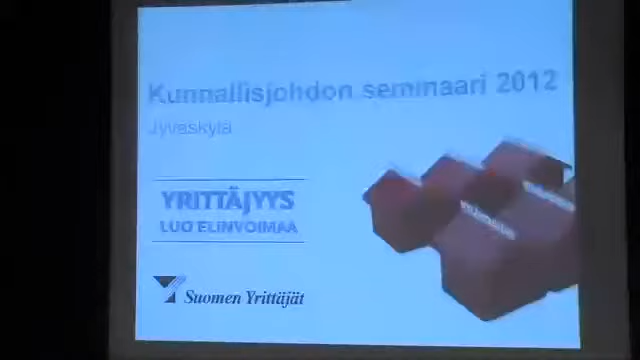 Kunnallisjohdon seminaari 2012
Jyväskylä
YRITTÄJYYS
LUO ELINVOIMAA
Suomen Yrittäjät